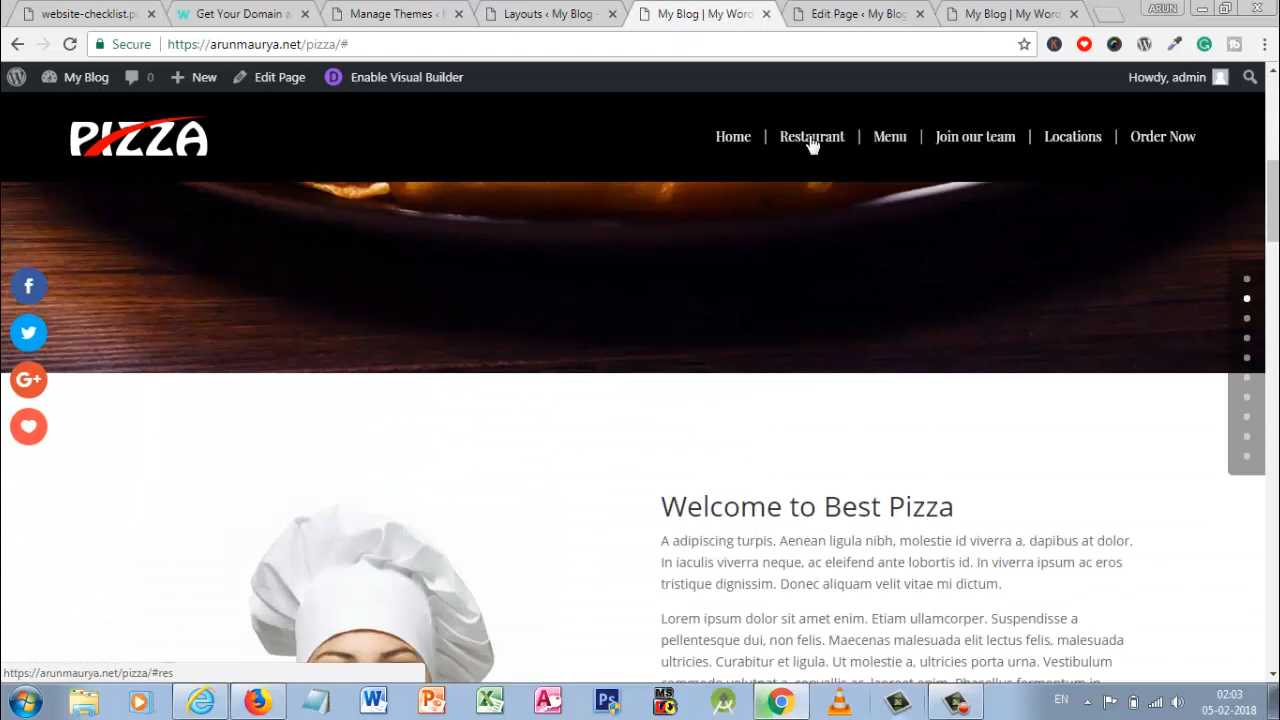 website-checklist.p
Get Your Domain a
Manage Themes ‹
Layouts ‹ My Blog –
My Blog | My Wor
Edit Page ‹ My Blog
My Blog | My Wor
ARUN
Secure
https://arunmaurya.net/pizza/#
My Blog
0
New
Edit Page
D
Enable Visual Builder
Howdy, admin
PIZZA
Home | Restaurant | Menu | Join our team | Locations | Order Now
Welcome to Best Pizza
A adipiscing turpis. Aenean ligula nibh, molestie id viverra a, dapibus at dolor.
In iaculis viverra neque, ac eleifend ante lobortis id. In viverra ipsum ac eros
tristique dignissim. Donec aliquam velit vitae mi dictum.
Lorem ipsum dolor sit amet enim. Etiam ullamcorper. Suspendisse a
pellentesque dui, non felis. Maecenas malesuada elit lectus felis, malesuada
ultricies. Curabitur et ligula. Ut molestie a, ultricies porta urna. Vestibulum
https://arunmaurya.net/pizza/#res
EN
02:03
05-02-2018